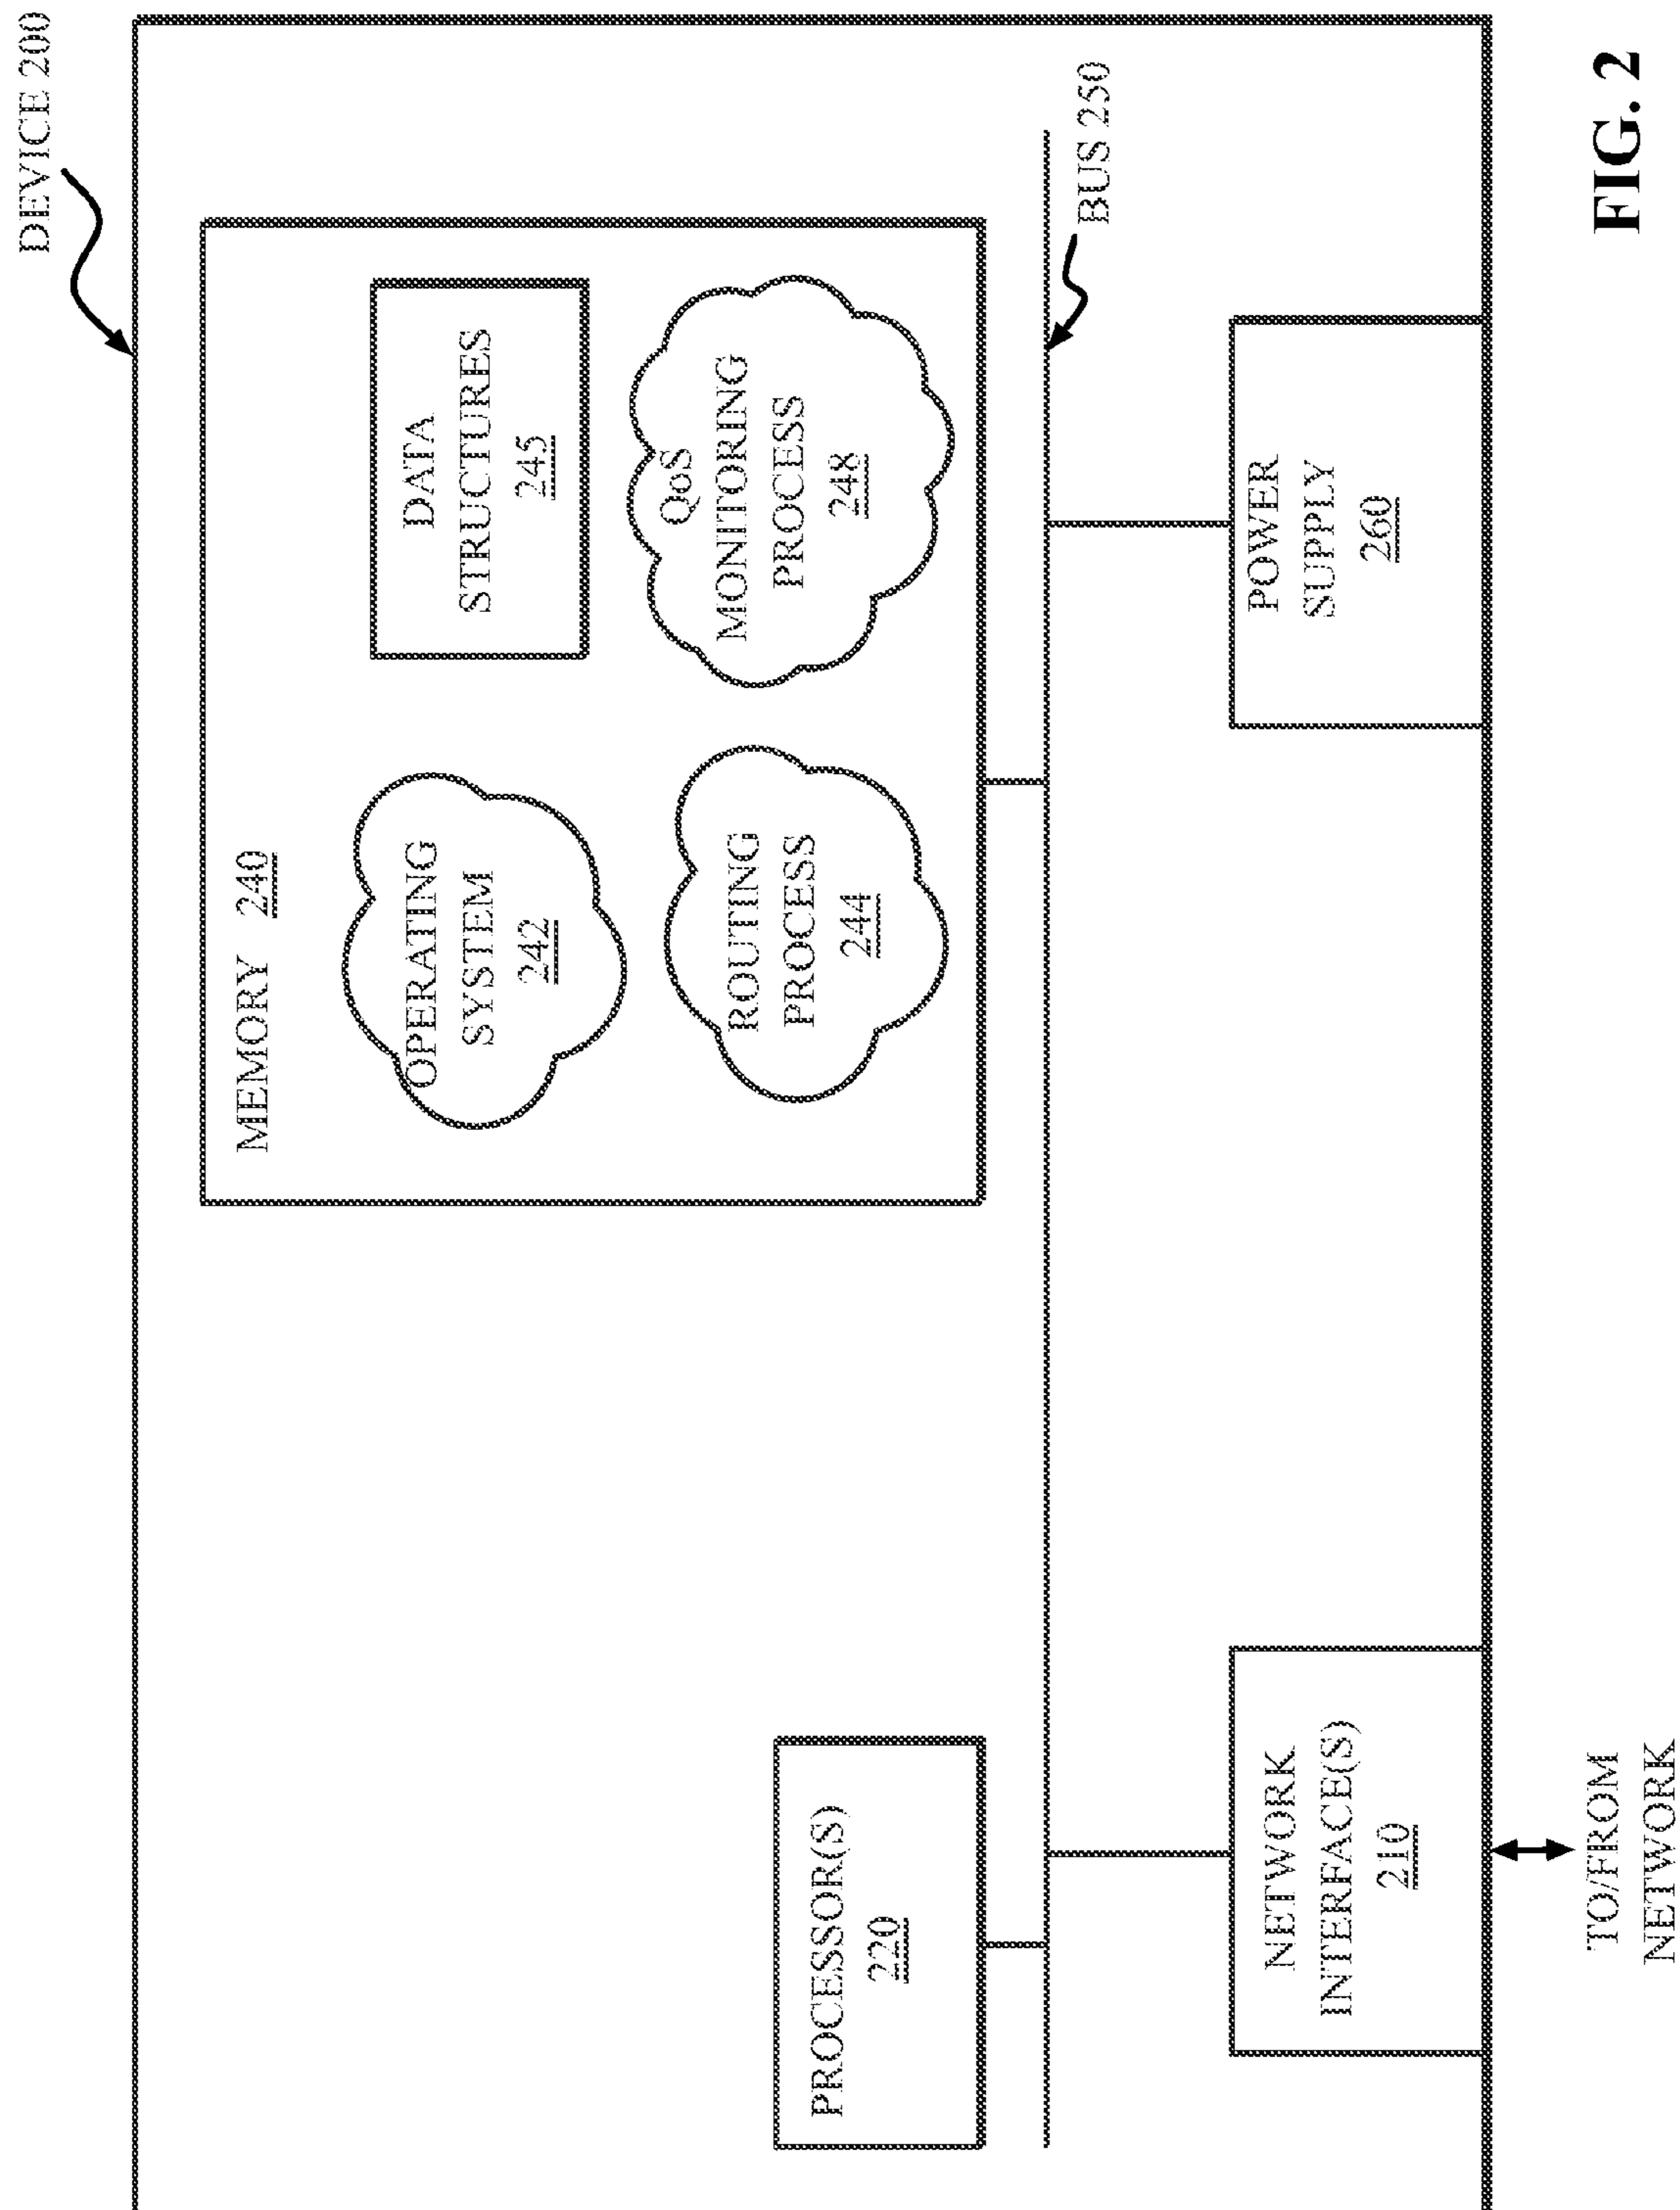 DEVICE 200
MEMORY 240
OPERATING
SYSTEM
242
DATA
STRUCTURES
245
ROUTING
PROCESS
244
QoS
MONITORING
PROCESS
248
PROCESSOR(S)
220
BUS 250
NETWORK
INTERFACE(S)
210
POWER
SUPPLY
260
TO/FROM
NETWORK
FIG. 2